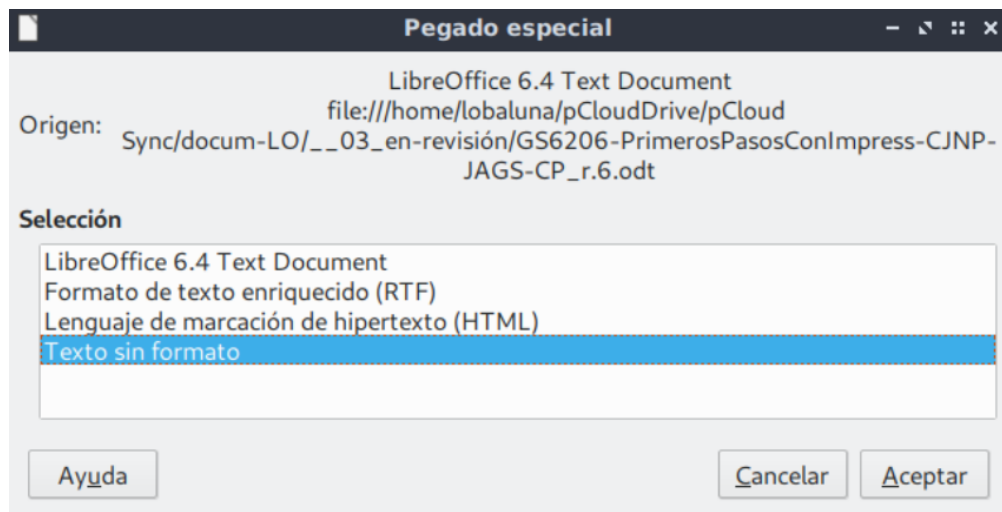 Pegado especial
LibreOffice 6.4 Text Document
file:///home/lobaluna/pCloudDrive/pCloud
Origen:
Sync/docum-LO/__03_en-revisión/GS6206-PrimerosPasosConImpress-CJNP-
JAGS-CP_r.6.odt
Selección
LibreOffice 6.4 Text Document
Formato de texto enriquecido (RTF)
Lenguaje de marcación de hipertexto (HTML)
Texto sin formato
Ayuda
Cancelar
Aceptar